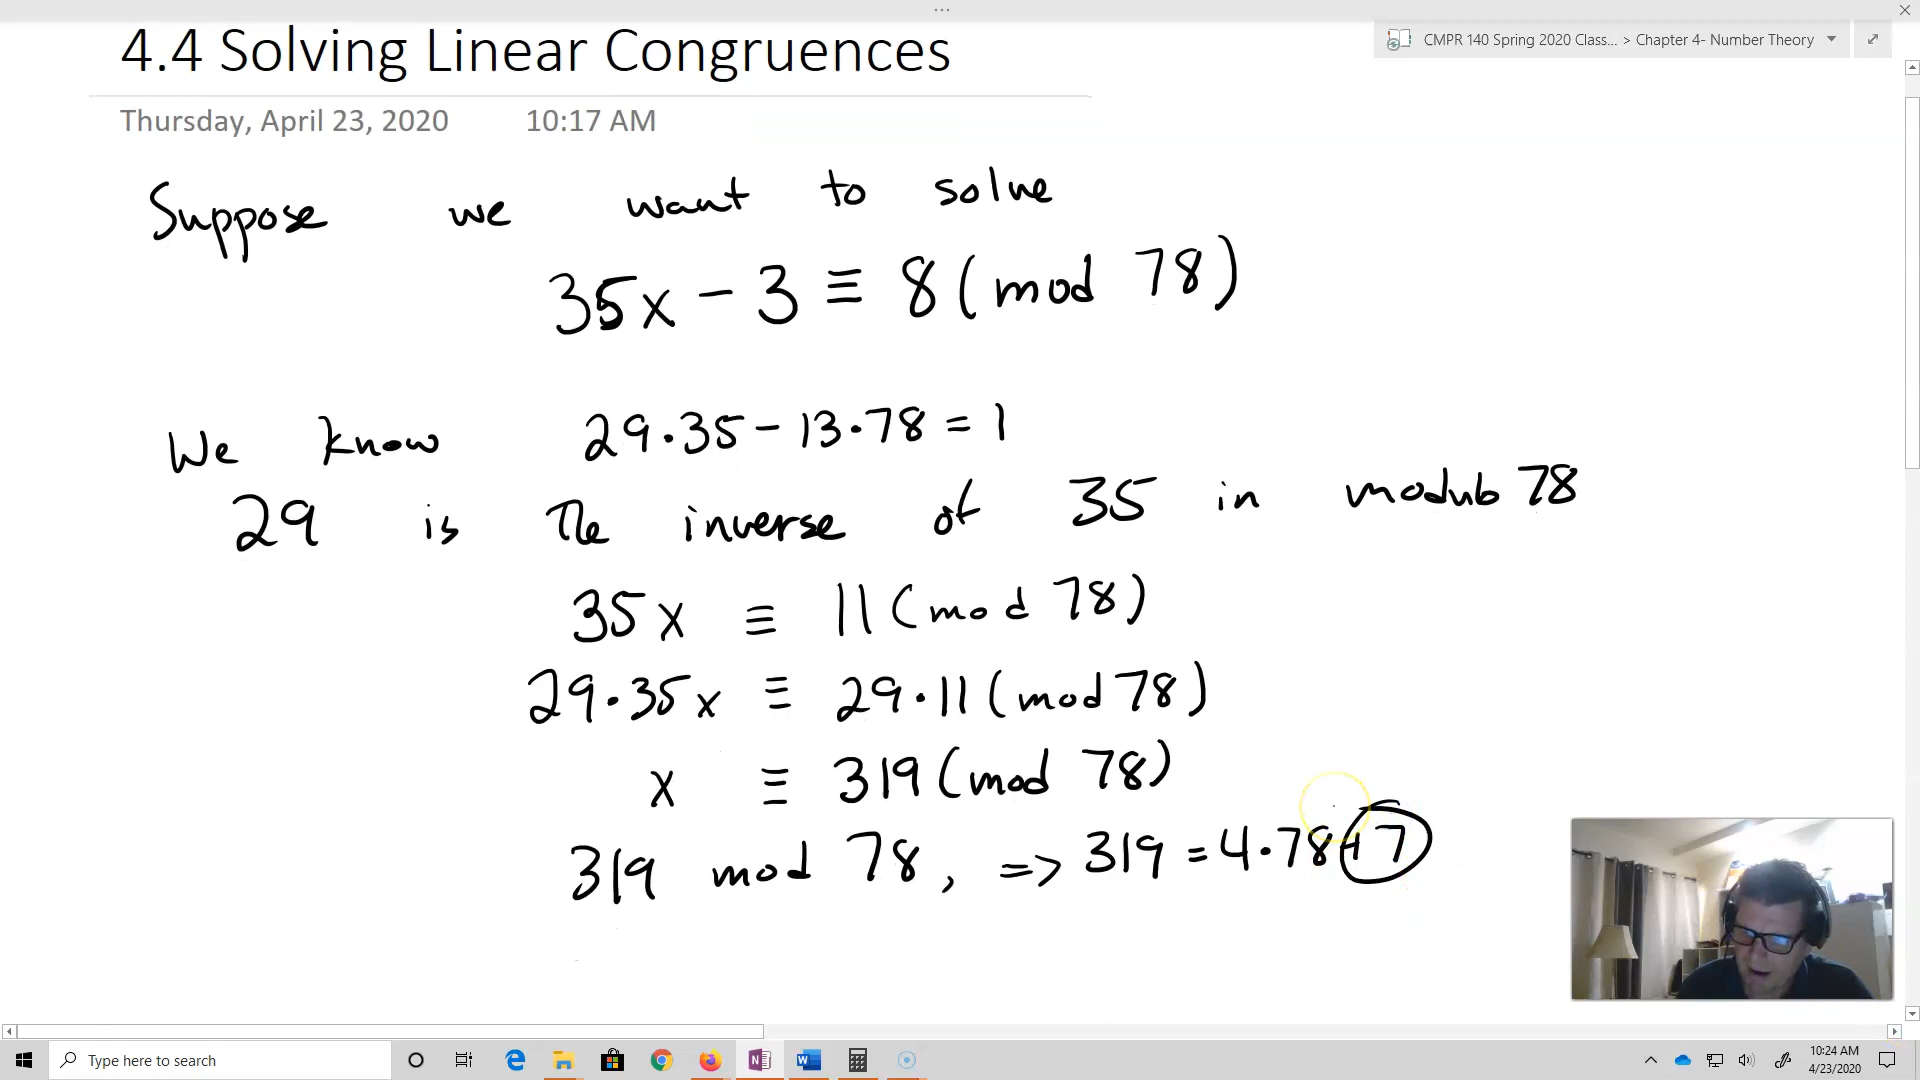 CMPR 140 Spring 2020 Class... > Chapter 4- Number Theory
4.4 Solving Linear Congruences
Thursday, April 23, 2020 10:17 AM
Suppose we want to solve
35x - 3 ≡ 8 (mod 78)
We know 29·35 - 13·78 = 1
29 is the inverse of 35 in modulo 78
35x ≡ 11 (mod 78)
29·35x ≡ 29·11 (mod 78)
x ≡ 319 (mod 78)
319 mod 78, => 319 = 4·78+7
Type here to search
10:24 AM
4/23/2020